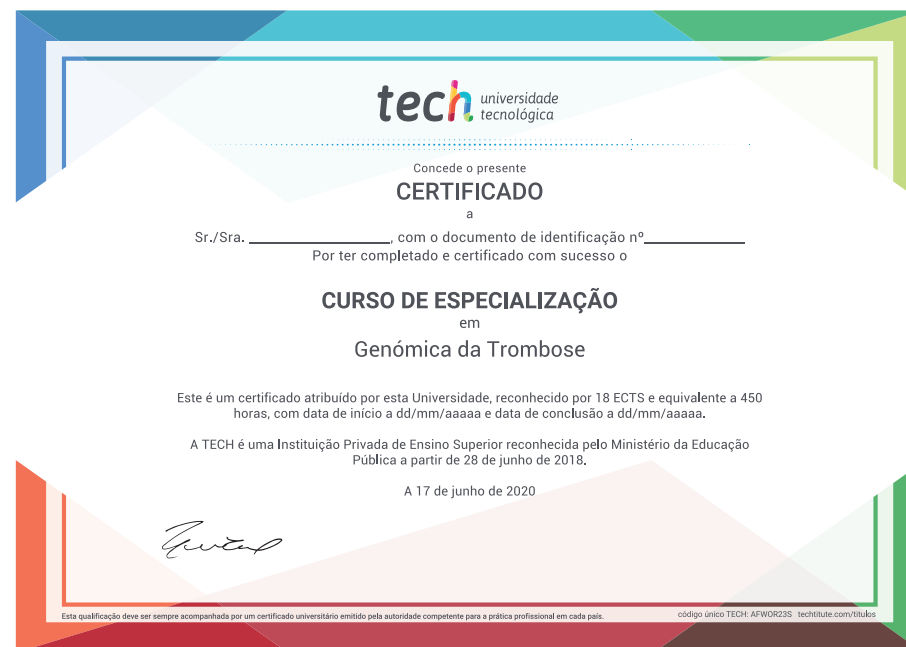 tech universidade
tecnológica
Concede o presente
CERTIFICADO
a
Sr./Sra. ____________________, com o documento de identificação nº______________
Por ter completado e certificado com sucesso o
CURSO DE ESPECIALIZAÇÃO
em
Genómica da Trombose
Este é um certificado atribuído por esta Universidade, reconhecido por 18 ECTS e equivalente a 450
horas, com data de início a dd/mm/aaaaa e data de conclusão a dd/mm/aaaaa.
A TECH é uma Instituição Privada de Ensino Superior reconhecida pelo Ministério da Educação
Pública a partir de 28 de junho de 2018.
A 17 de junho de 2020
Esta qualificação deve ser sempre acompanhada por um certificado universitário emitido pela autoridade competente para a prática profissional em cada país.
código único TECH: AFWOR23S techtitute.com/titulos